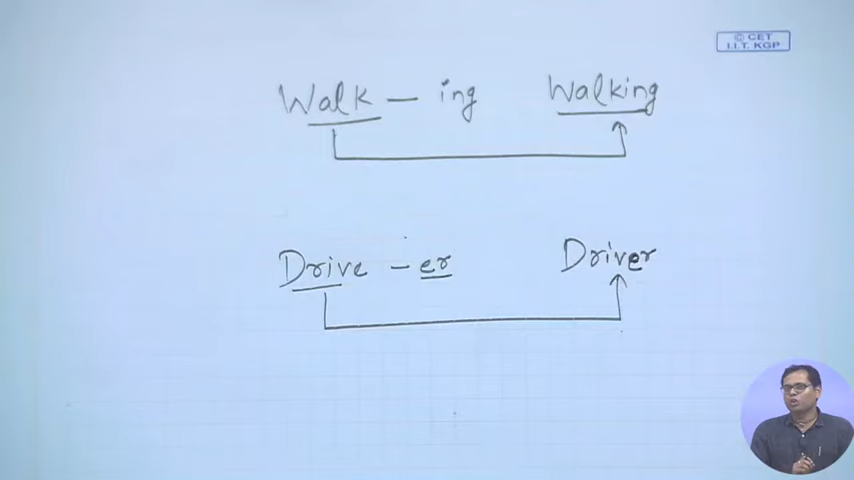 © CET
I.I.T. KGP
Walk — ing Walking
Drive — er Driver